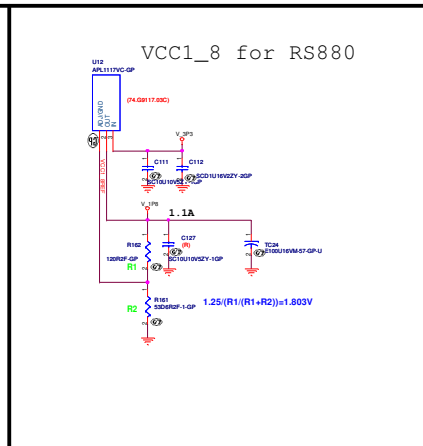 VCC1_8 for RS880
U12
APL1117VC-GP
(74.G9117.03C)
ADJ/GND
OUT
IN
V_3P3
C111
C112
SCD1U16V2ZY-2GP
V_1P8
1.1A
R162
120R2F-GP
R1
C127
(R)
SC10U10V5ZY-1GP
TC24
E100U16VM-57-GP-U
R161
53D6R2F-1-GP
R2
1.25/(R1/(R1+R2))=1.803V